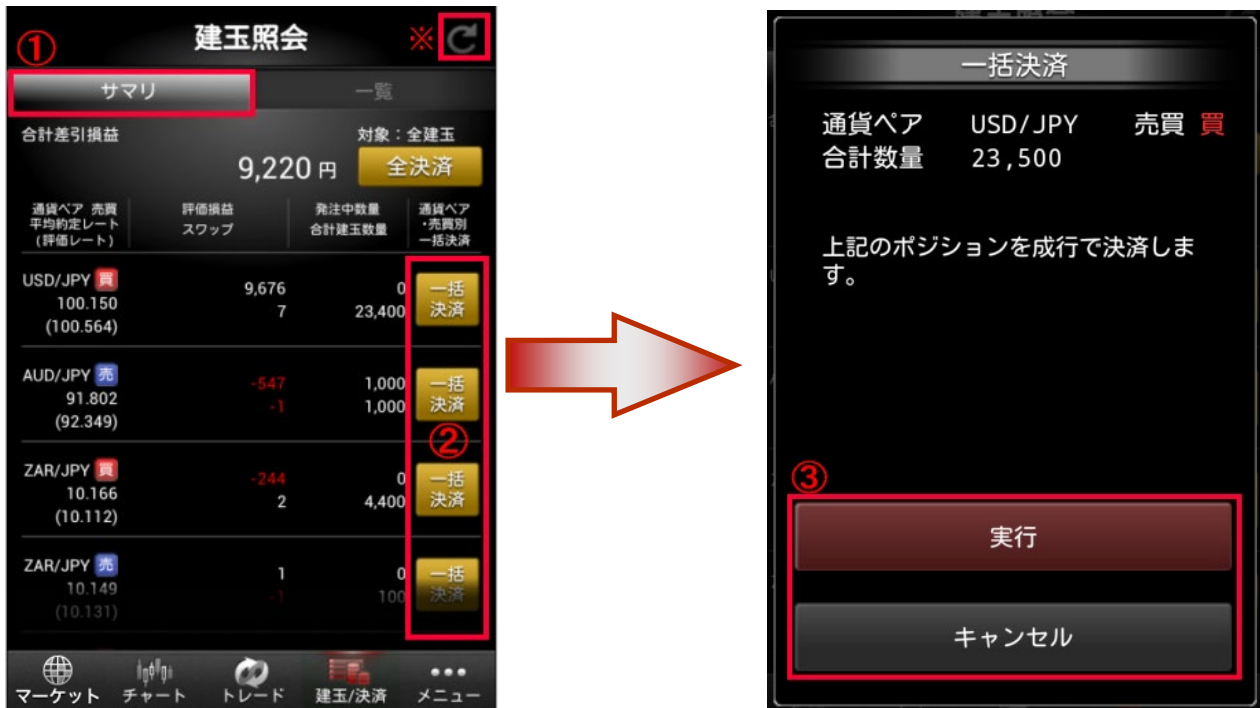 ①
建玉照会
※
サマリ
一覧
合計差引損益
対象：全建玉
9,220 円
全決済
通貨ペア 売買
平均約定レート
(評価レート)
評価損益
スワップ
発注中数量
合計建玉数量
通貨ペア
・売買別
一括決済
USD/JPY 買
100.150
(100.564)
9,676
7
0
23,400
一括
決済
AUD/JPY 売
91.802
(92.349)
-547
-1
1,000
1,000
一括
決済
②
ZAR/JPY 買
10.166
(10.112)
-244
2
0
4,400
一括
決済
ZAR/JPY 売
10.149
(10.131)
1
-1
0
100
一括
決済
マーケット
チャート
トレード
建玉/決済
メニュー
一括決済
通貨ペア USD/JPY 売買 買
合計数量 23,500
上記のポジションを成行で決済しま
す。
③
実行
キャンセル